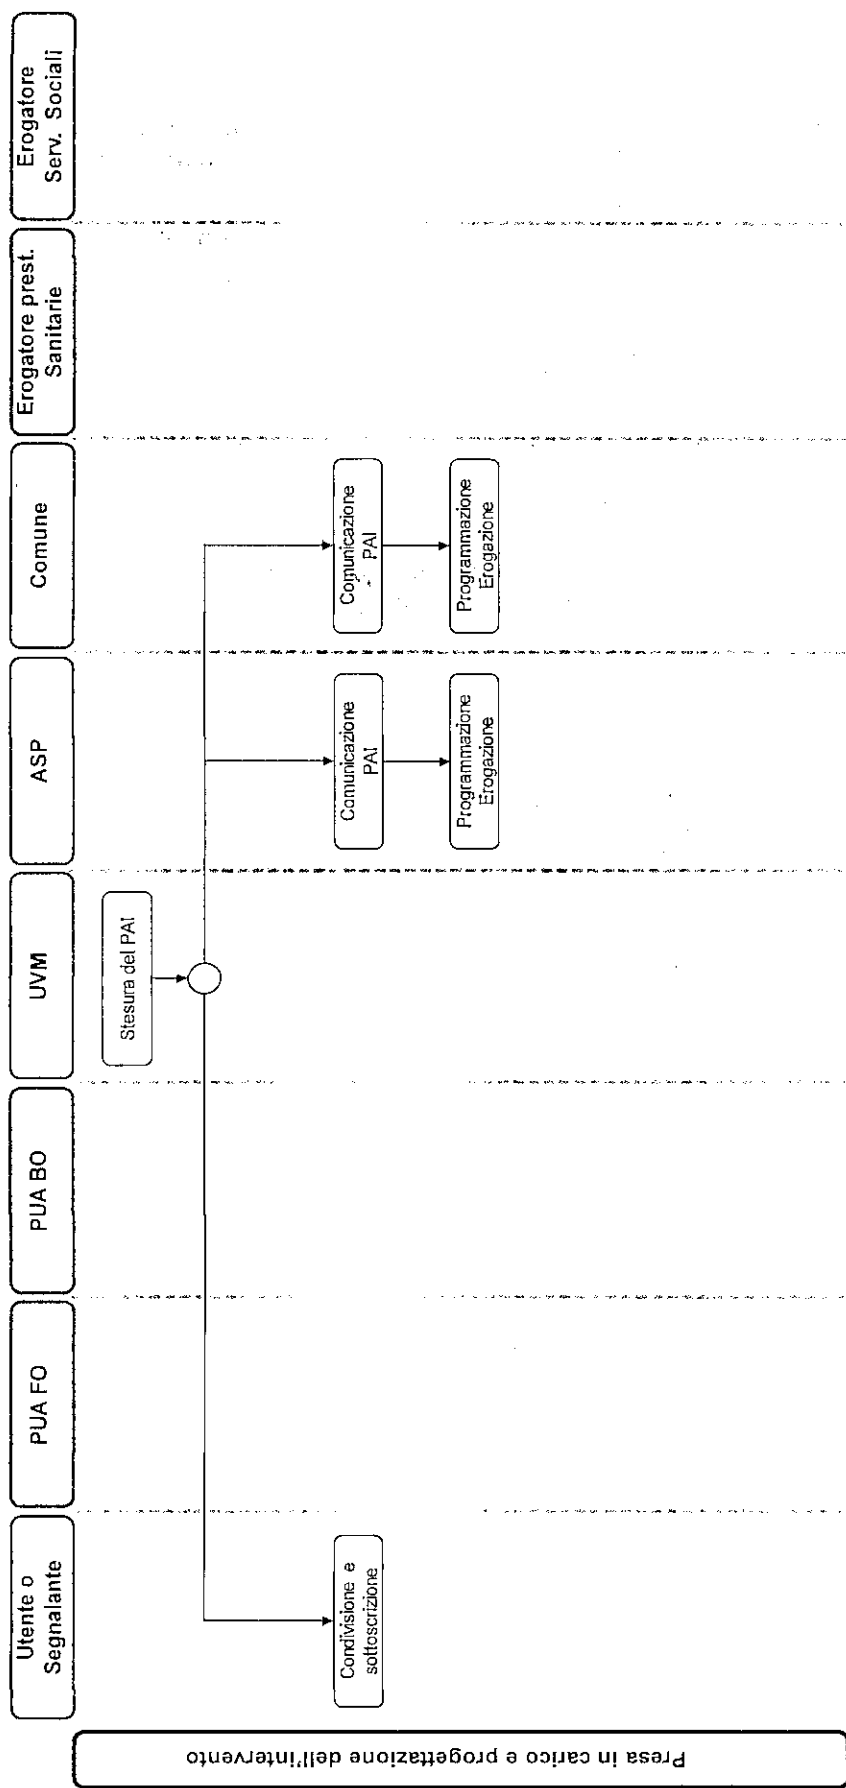 Utente o
Segnalante
PUA FO
PUA BO
UVM
ASP
Comune
Erogatore prest.
Sanitarie
Erogatore
Serv. Sociali
Presa in carico e progettazione dell'intervento
Stesura del PAI
Condivisione e
sottoscrizione
Comunicazione
PAI
Comunicazione
PAI
Programmazione
Erogazione
Programmazione
Erogazione